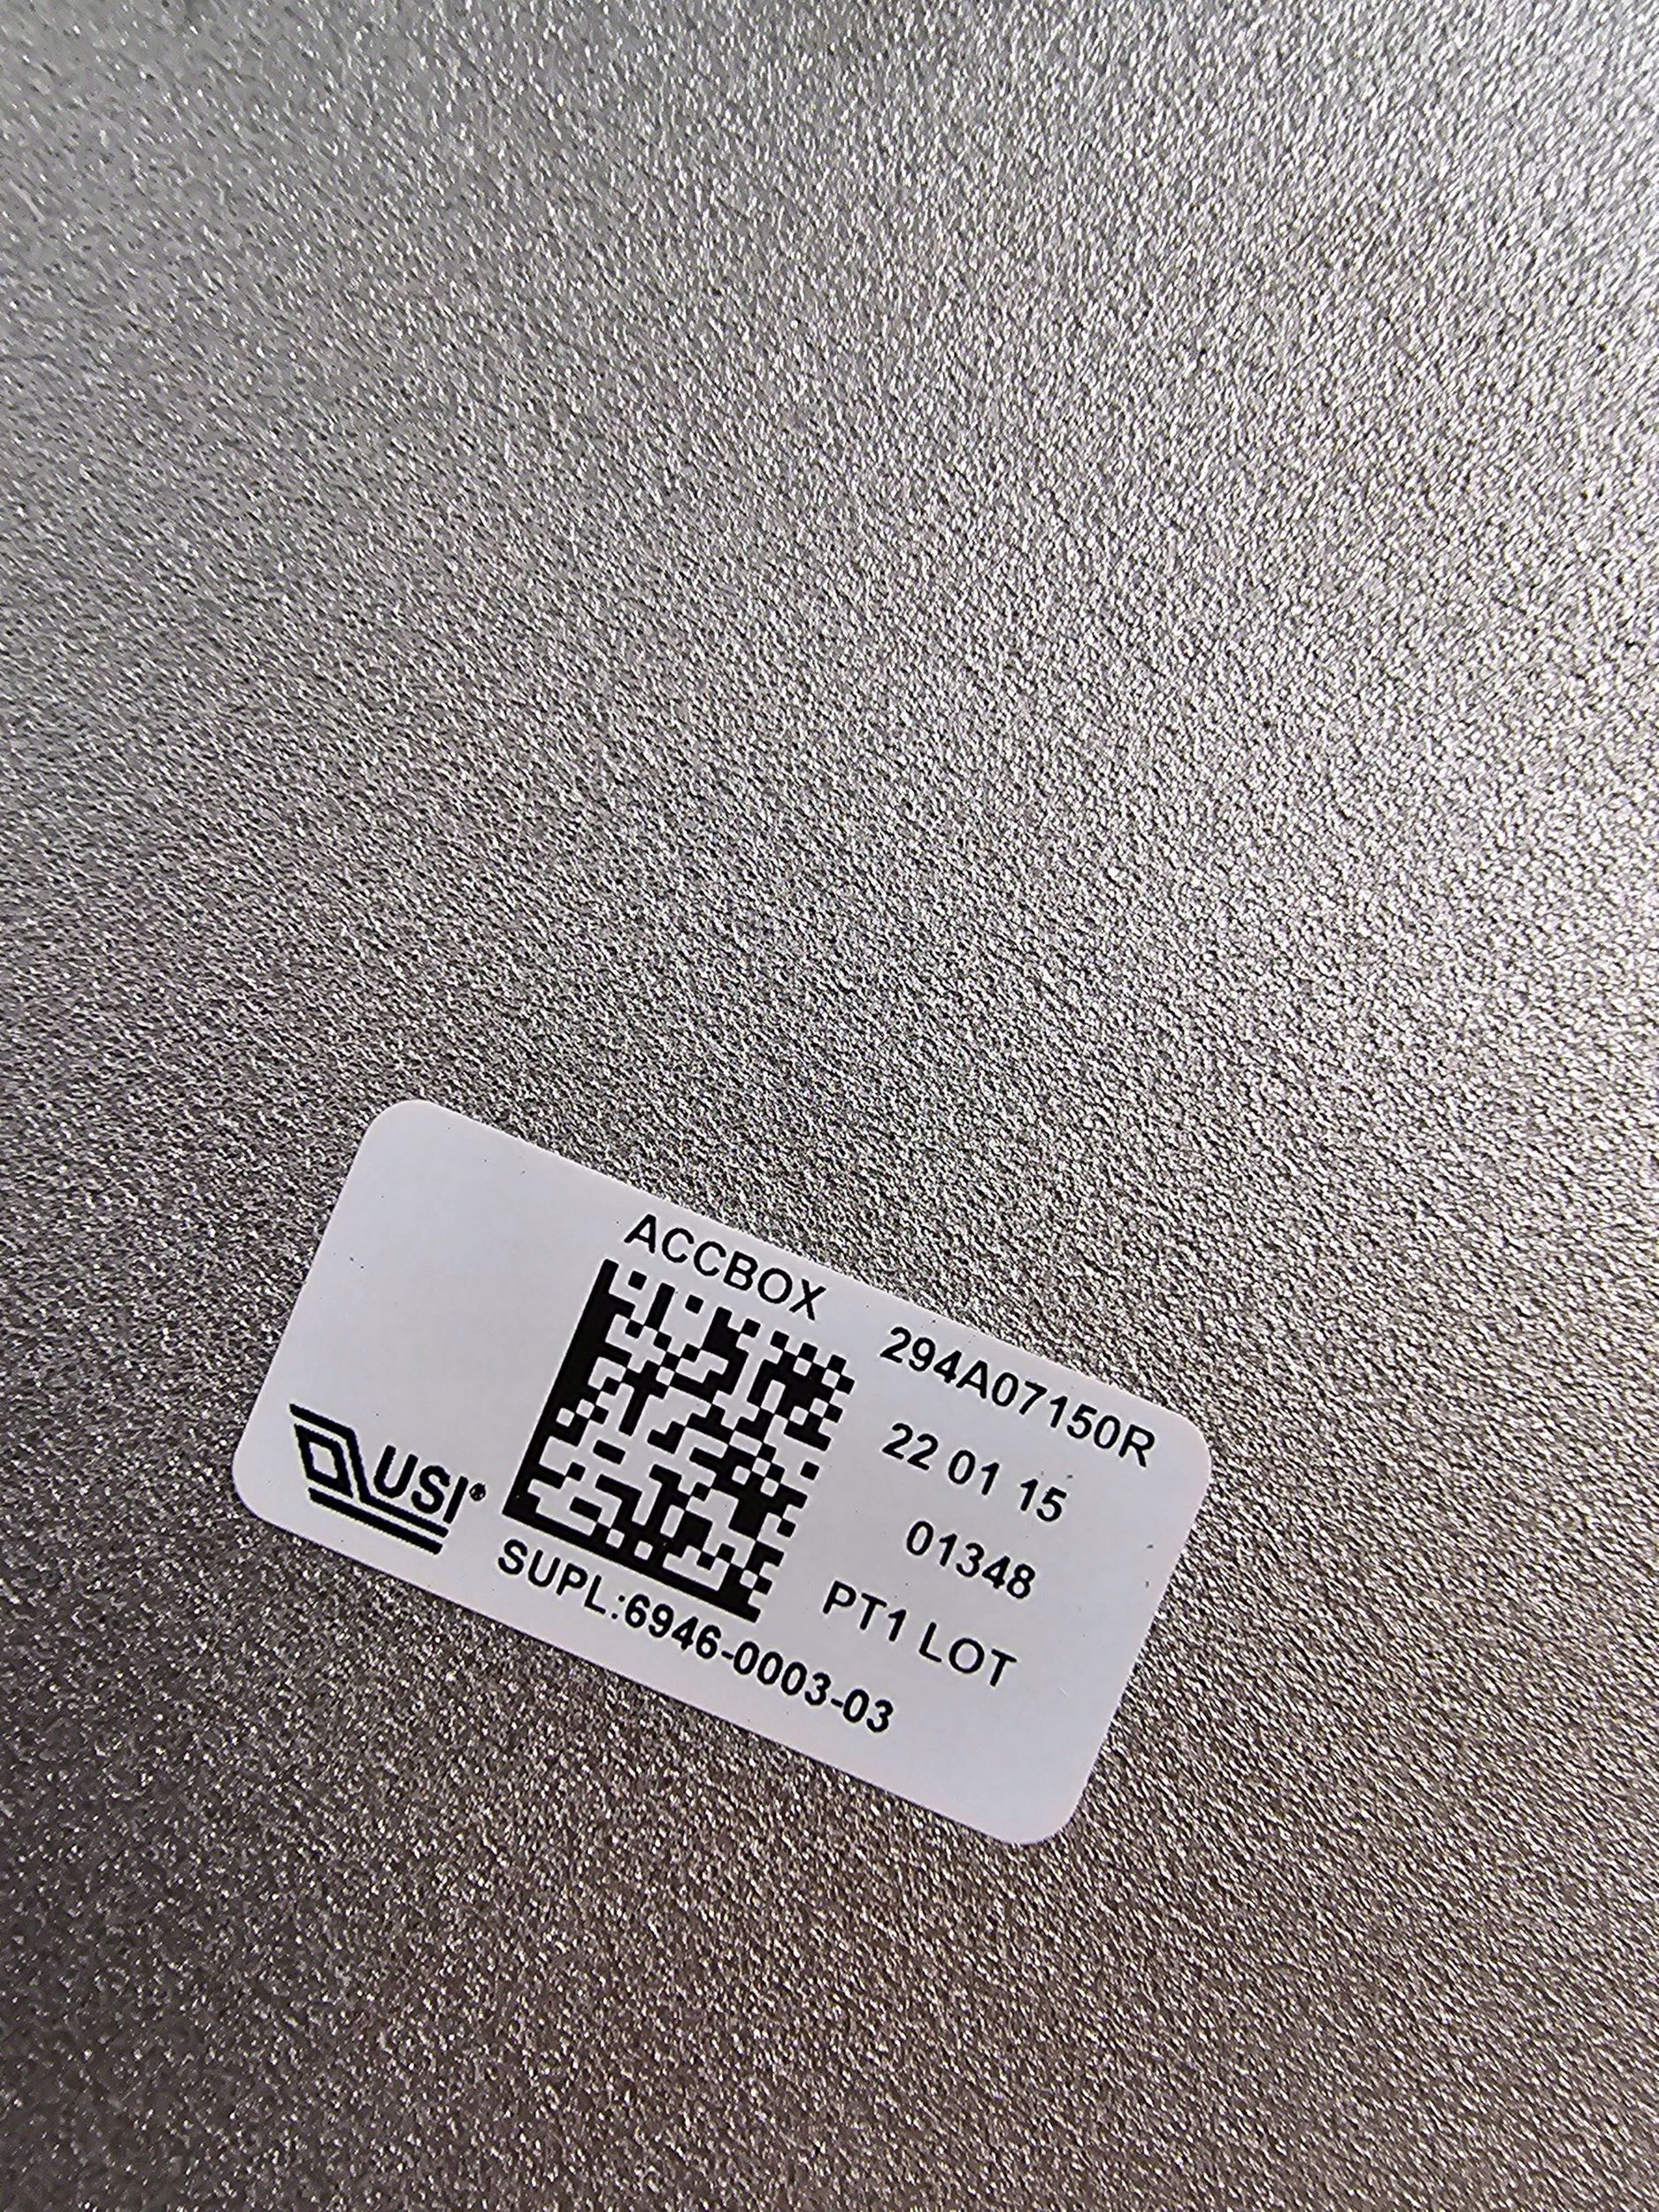 ACCBOX
294A07150R
22 01 15
01348
PT1 LOT
USI®
SUPL:6946-0003-03